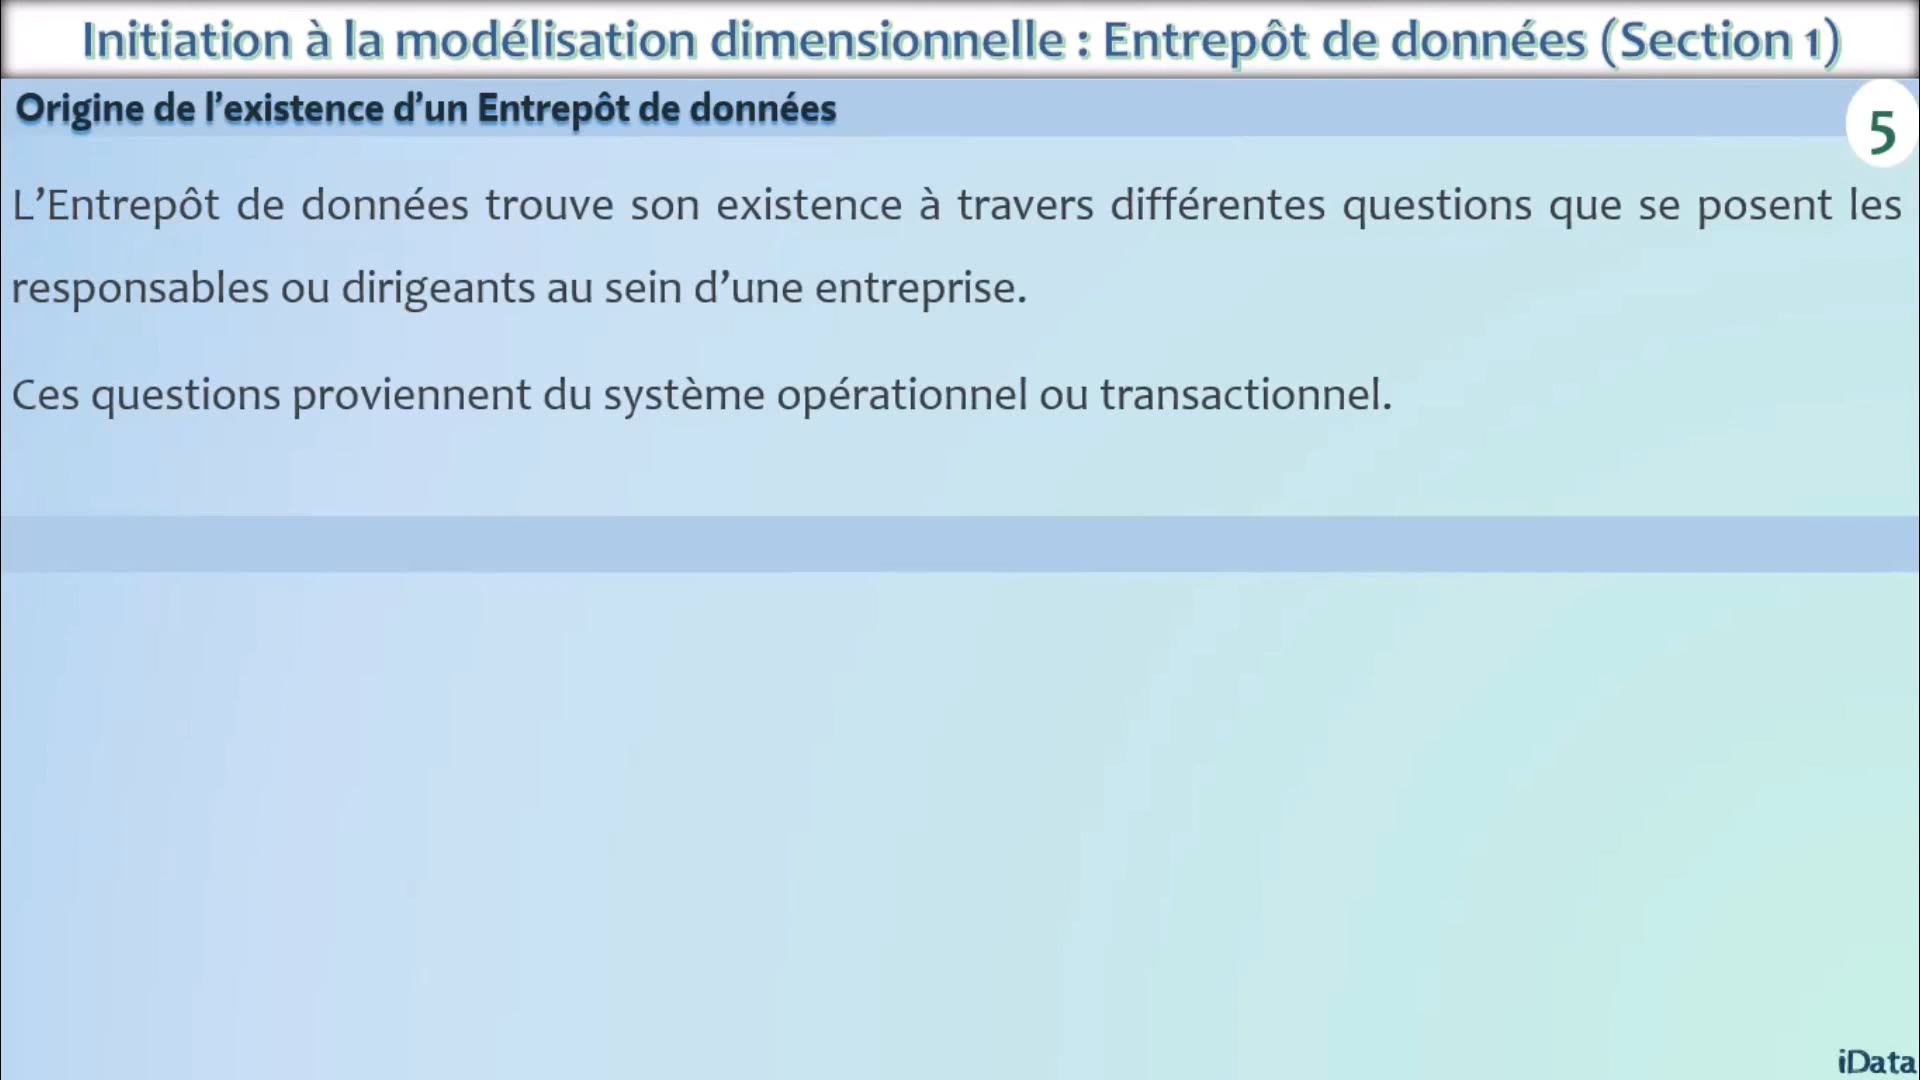 Initiation à la modélisation dimensionnelle : Entrepôt de données (Section 1)
Origine de l’existence d’un Entrepôt de données
5
L’Entrepôt de données trouve son existence à travers différentes questions que se posent les
responsables ou dirigeants au sein d’une entreprise.
Ces questions proviennent du système opérationnel ou transactionnel.
iData